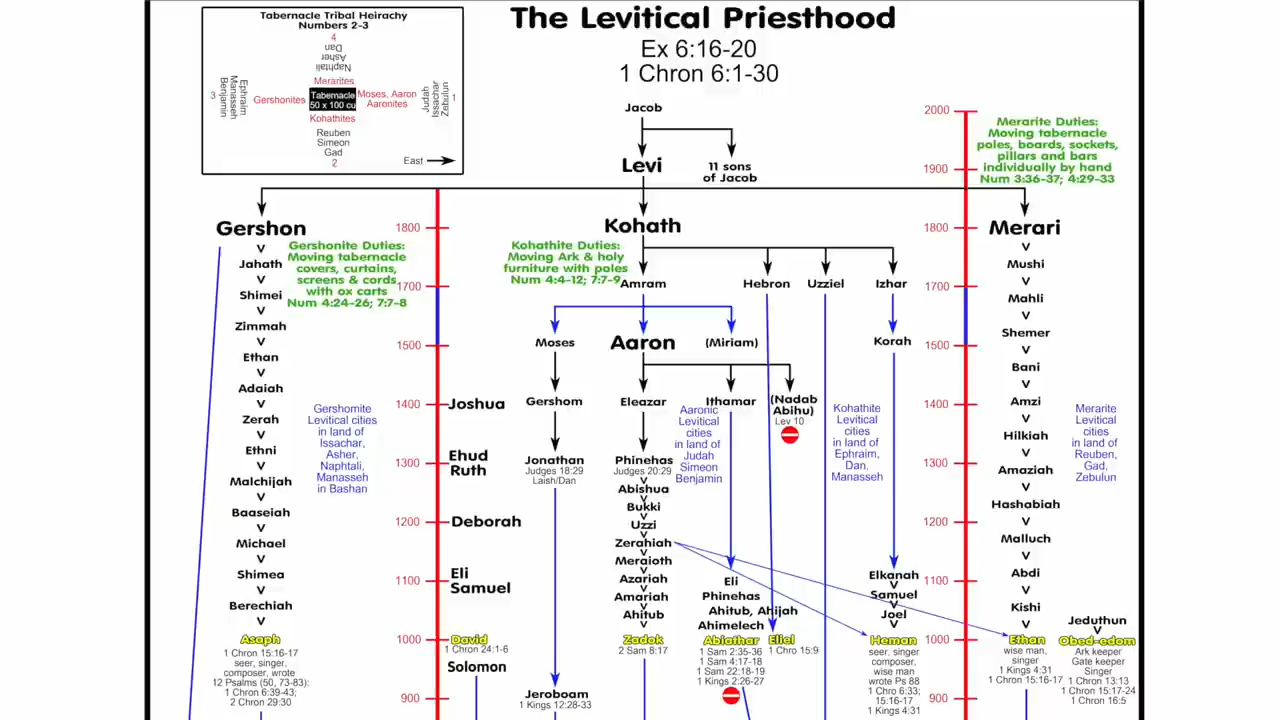 Tabernacle Tribal Heirachy
Numbers 2-3
4
Dan
Asher
Naphtali
Merarites
3
Benjamin
Manasseh
Ephraim
Gershonites
Tabernacle
50 x 100 cu
Moses, Aaron
Aaronites
Judah
Issachar
Zebulun
1
Kohathites
Reuben
Simeon
Gad
2
East
The Levitical Priesthood
Ex 6:16-20
1 Chron 6:1-30
Jacob
Levi
11 sons
of Jacob
Merarite Duties:
Moving tabernacle
poles, boards, sockets,
pillars and bars
individually by hand
Num 3:36-37; 4:29-33
Gershon
Jahath
Shimei
Zimmah
Ethan
Adaiah
Zerah
Ethni
Malchijah
Baaseiah
Michael
Shimea
Berechiah
Asaph
1 Chron 15:16-17
seer, singer,
composer, wrote
12 Psalms (50, 73-83):
1 Chron 6:39-43;
2 Chron 29:30
Gershonite Duties:
Moving tabernacle
covers, curtains,
screens & cords
with ox carts
Num 4:24-26; 7:7-8
Gershomite
Levitical cities
in land of
Issachar,
Asher,
Naphtali,
Manasseh
in Bashan
1800
1700
1500
1400
1300
1200
1100
1000
900
Joshua
Ehud
Ruth
Deborah
Eli
Samuel
David
1 Chron 24:1-6
Solomon
Kohath
Kohathite Duties:
Moving Ark & holy
furniture with poles
Num 4:4-12; 7:7-9
Amram
Hebron
Uzziel
Izhar
Moses
Aaron
(Miriam)
Korah
Gershom
Eleazar
Ithamar
(Nadab
Abihu)
Lev 10
Jonathan
Judges 18:29
Laish/Dan
Jeroboam
1 Kings 12:28-33
Phinehas
Judges 20:29
Abishua
Bukki
Uzzi
Zerahiah
Meraioth
Azariah
Amariah
Ahitub
Zadok
2 Sam 8:17
Aaronic
Levitical
cities
in land of
Judah
Simeon
Benjamin
Eli
Phinehas
Ahitub, Ahijah
Ahimelech
Abiathar
1 Sam 2:35-36
1 Sam 4:17-18
1 Sam 22:18-19
1 Kings 2:26-27
Eliel
1 Chro 15:9
Kohathite
Levitical
cities
in land of
Ephraim,
Dan,
Manasseh
Elkanah
Samuel
Joel
Heman
seer, singer
composer,
wise man
wrote Ps 88
1 Chro 6:33;
15:16-17
1 Kings 4:31
2000
1900
1800
1700
1500
1400
1300
1200
1100
1000
900
Merari
Mushi
Mahli
Shemer
Bani
Amzi
Hilkiah
Amaziah
Hashabiah
Malluch
Abdi
Kishi
Ethan
wise man,
singer
1 Kings 4:31
1 Chron 15:16-17
Merarite
Levitical
cities
in land of
Reuben,
Gad,
Zebulun
Jeduthun
Obed-edom
Ark keeper
Gate keeper
Singer
1 Chron 13:13
1 Chron 15:17-24
1 Chron 16:5